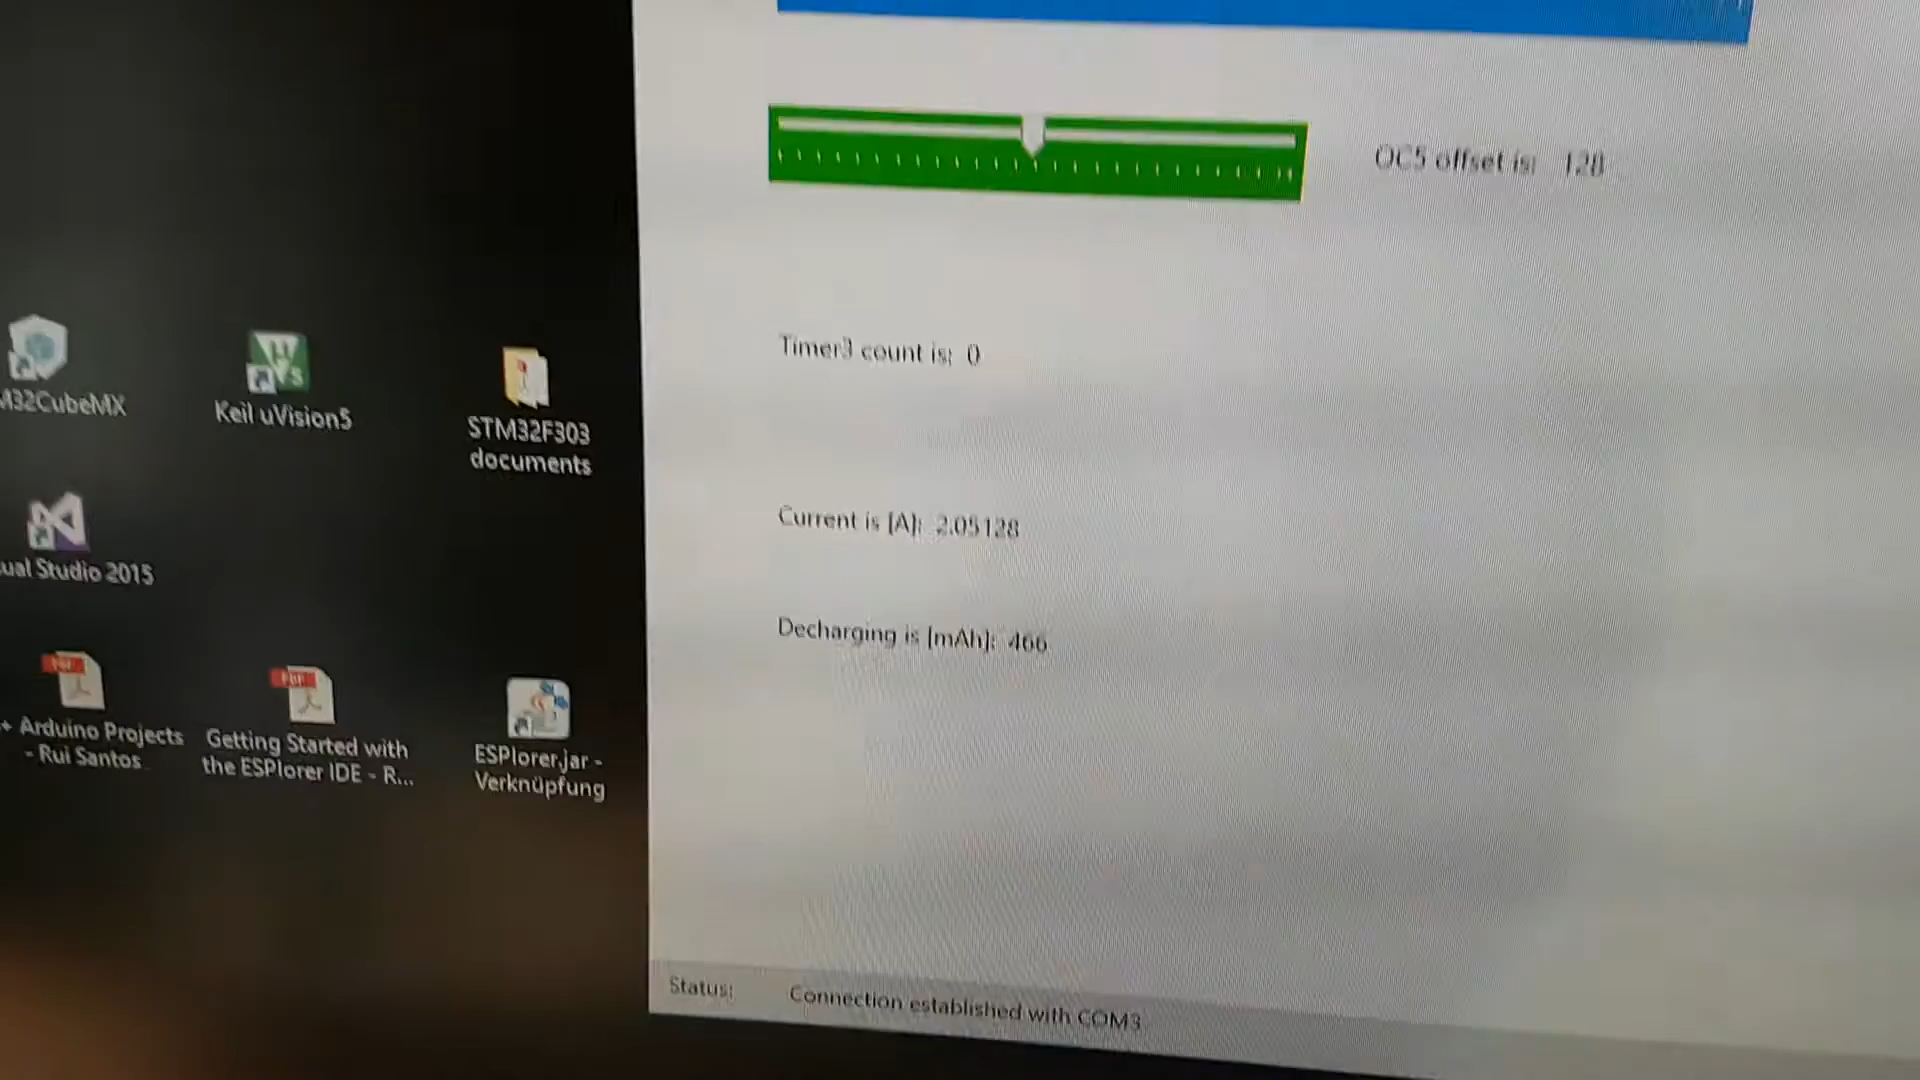 OC5 offset is: 128
Timer3 count is: 0
M32CubeMX
Keil uVision5
STM32F303
documents
Current is [A]: 2.05128
ual Studio 2015
Decharging is [mAh]: 466
+ Arduino Projects
- Rui Santos
Getting Started with
the ESPlorer IDE - R...
ESPlorer.jar -
Verknüpfung
Status: Connection established with COM3